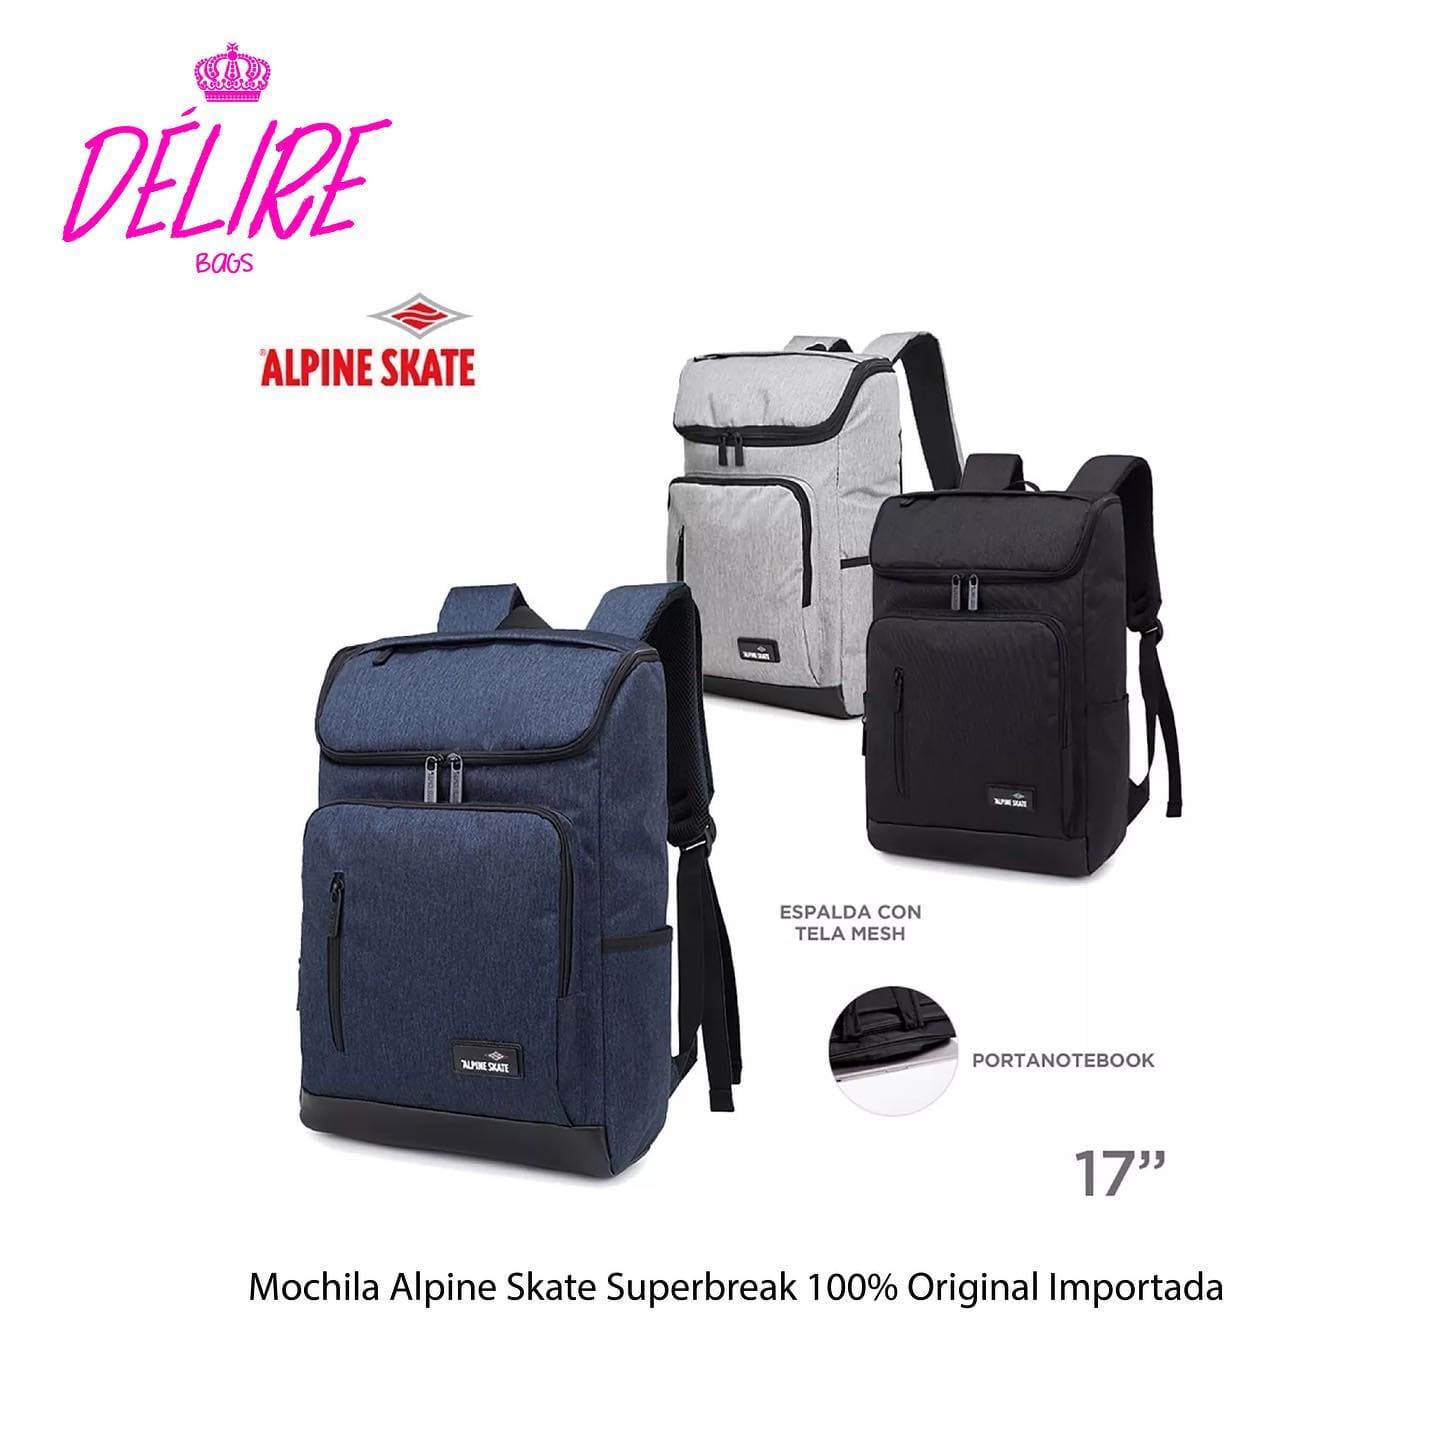 DÉLIRE
BAGS
®ALPINE SKATE
ALPINE SKATE
ALPINE SKATE
ESPALDA CON
TELA MESH
PORTANOTEBOOK
ALPINE SKATE
17”
Mochila Alpine Skate Superbreak 100% Original Importada